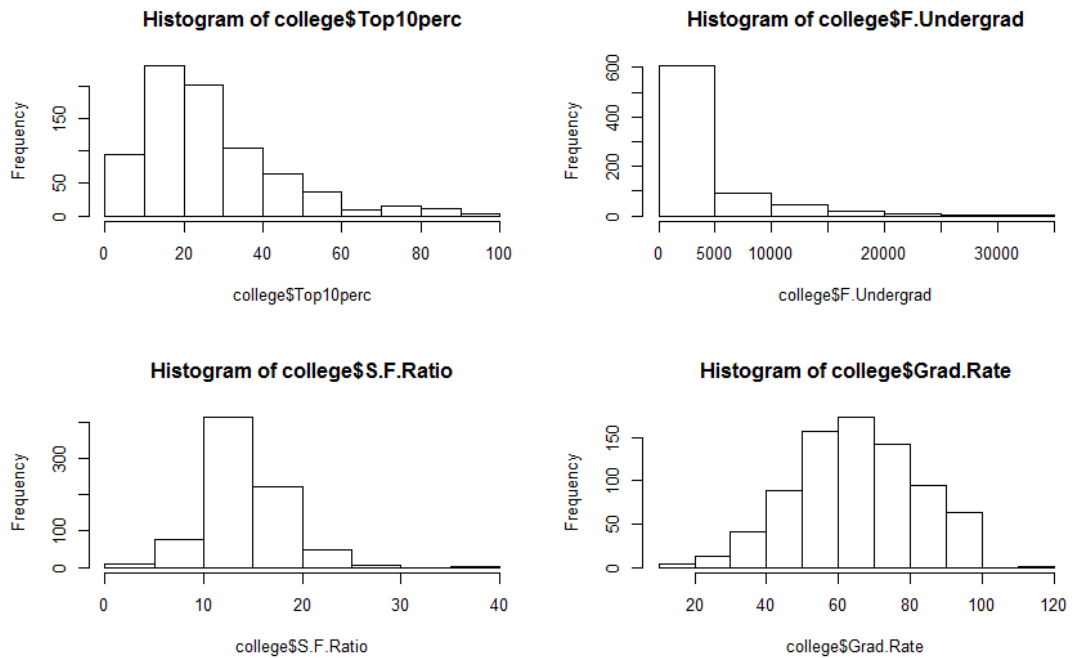 Histogram of college$Top10perc
Frequency
0 50 150
0 20 40 60 80 100
college$Top10perc
Histogram of college$F.Undergrad
Frequency
0 200 400 600
0 5000 10000 20000 30000
college$F.Undergrad
Histogram of college$S.F.Ratio
Frequency
0 100 300
0 10 20 30 40
college$S.F.Ratio
Histogram of college$Grad.Rate
Frequency
0 50 100 150
20 40 60 80 100 120
college$Grad.Rate